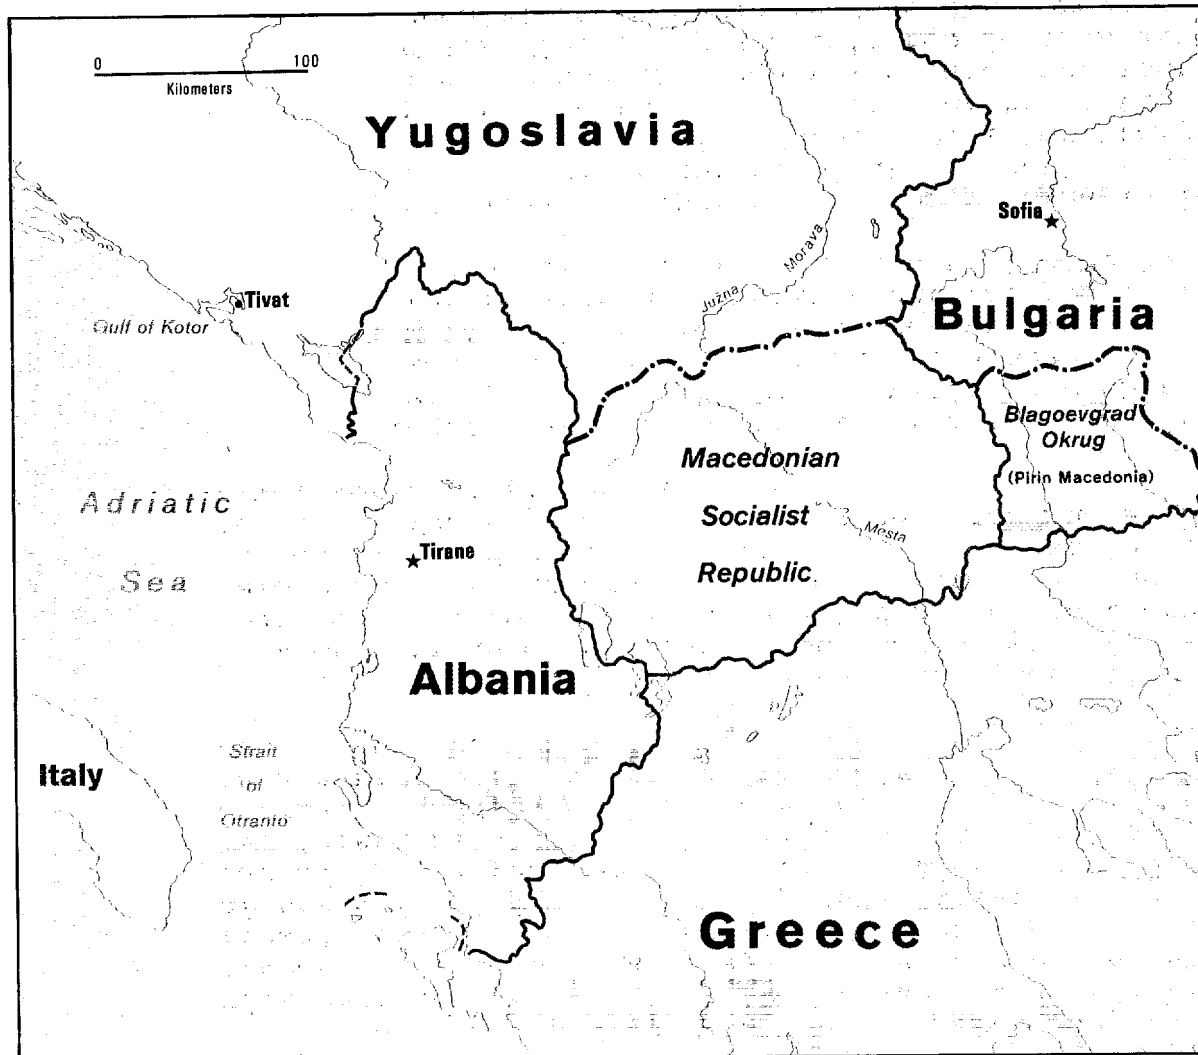 0 100
Kilometers
Yugoslavia
Sofia
Morava
Južna
Tivat
Gulf of Kotor
Bulgaria
Blagoevgrad
Okrug
(Pirin Macedonia)
Macedonian
Socialist
Republic
Mesta
Adriatic
Sea
Tirane
Albania
Strait
of
Otranto
Italy
Greece